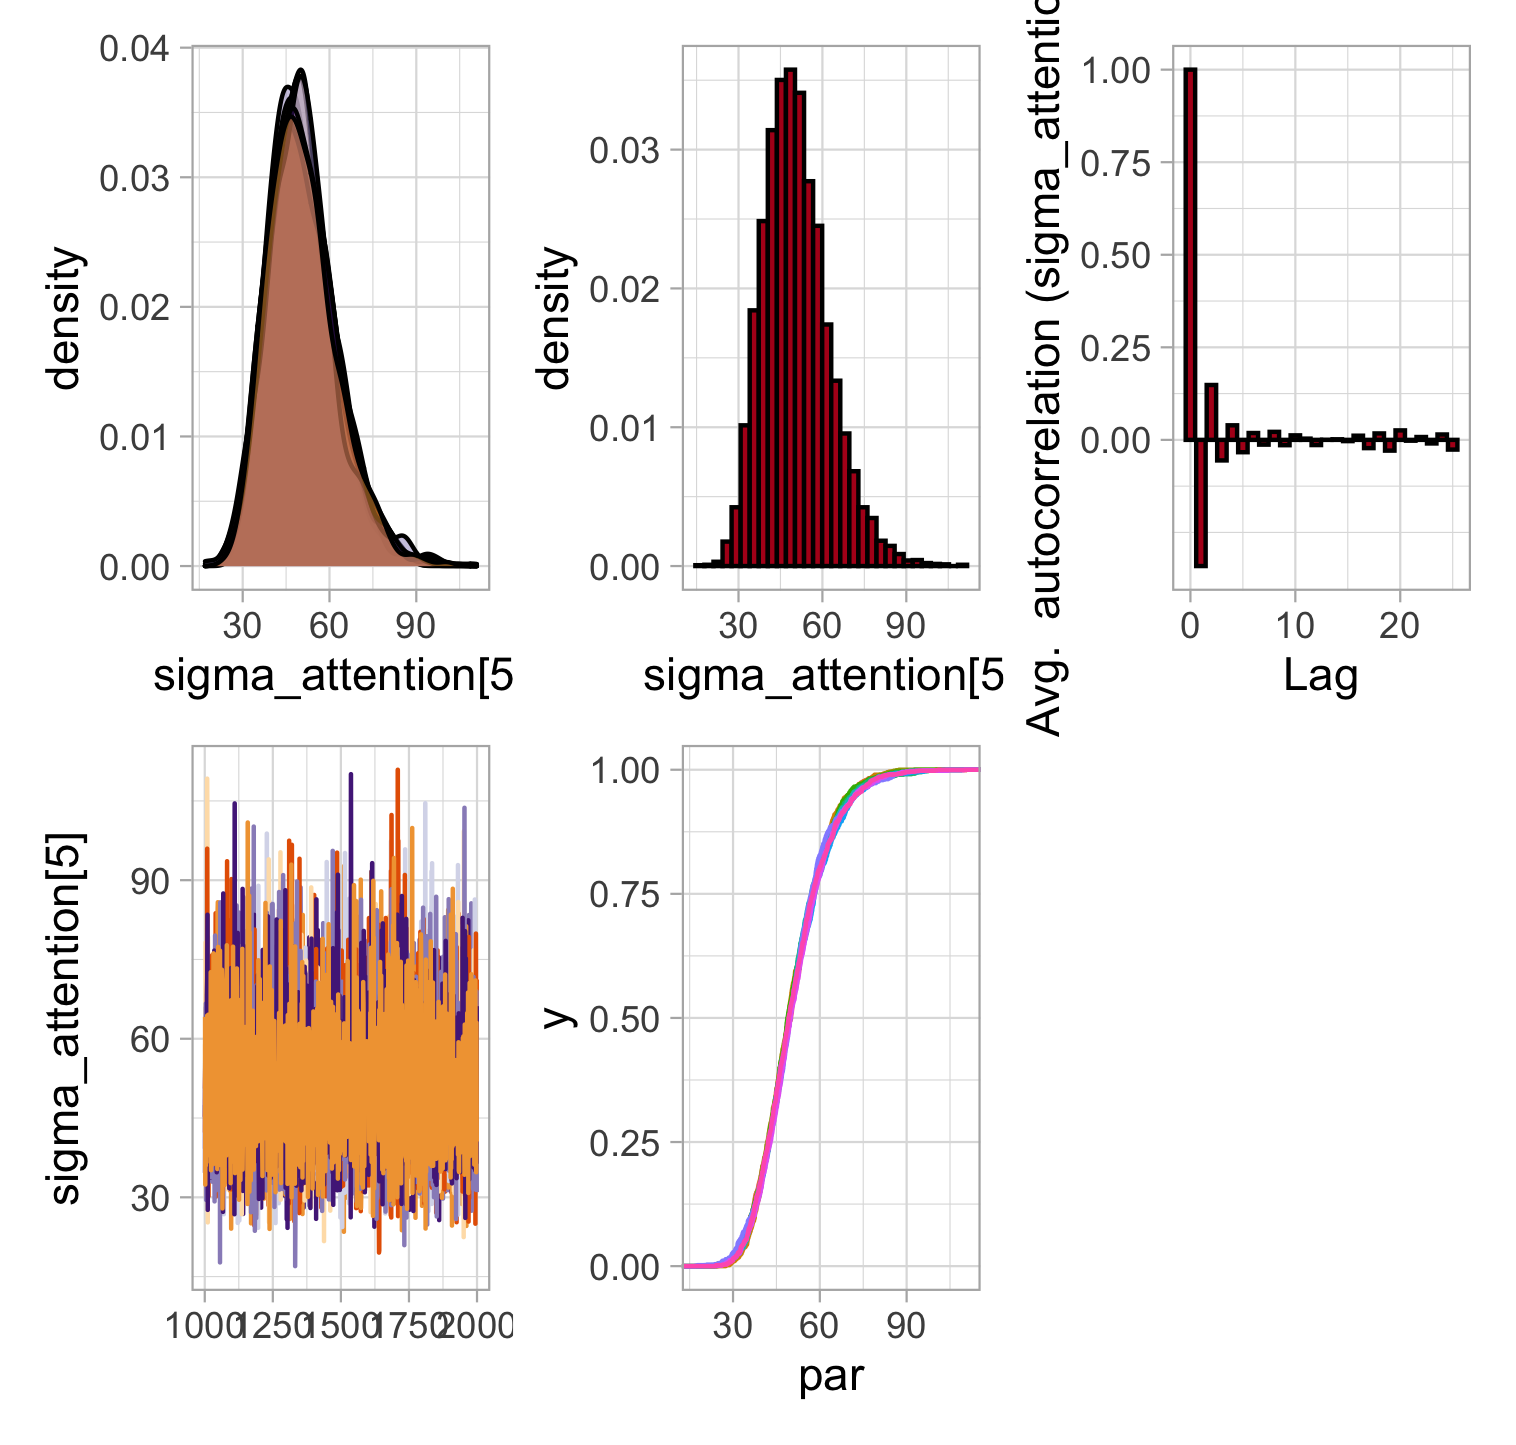 density
0.04
0.03
0.02
0.01
0.00
30 60 90
sigma_attention[5
density
0.03
0.02
0.01
0.00
30 60 90
sigma_attention[5
Avg. autocorrelation (sigma_attentio
1.00
0.75
0.50
0.25
0.00
0 10 20
Lag
sigma_attention[5]
90
60
30
1000 1250 1500 1750 2000
y
1.00
0.75
0.50
0.25
0.00
30 60 90
par